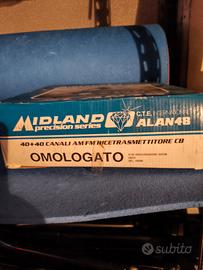 MIDLAND
precision series
C.T.E. INTERNATIONAL
ALAN48
40+40 CANALI AM FM RICETRASMETTITORE CB
OMOLOGATO
subito